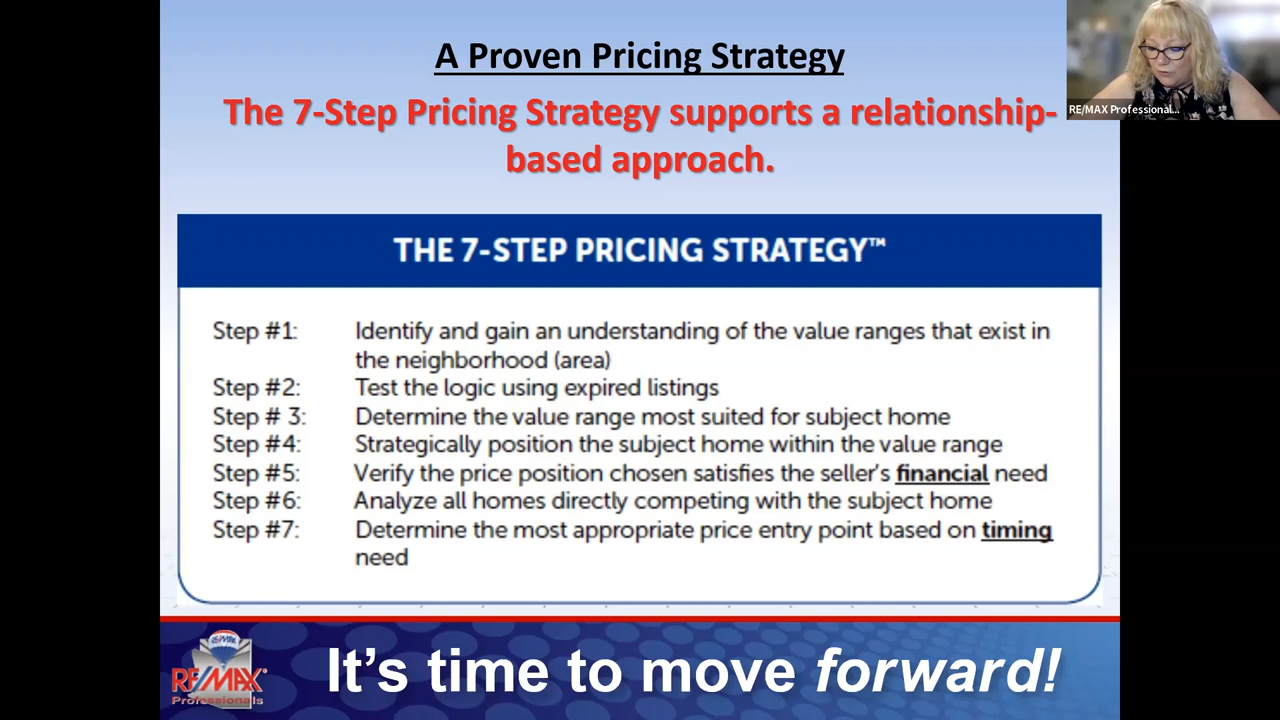 A Proven Pricing Strategy
The 7-Step Pricing Strategy supports a relationship-
based approach.
RE/MAX Professional...
THE 7-STEP PRICING STRATEGY™
Step #1: Identify and gain an understanding of the value ranges that exist in
the neighborhood (area)
Step #2: Test the logic using expired listings
Step # 3: Determine the value range most suited for subject home
Step #4: Strategically position the subject home within the value range
Step #5: Verify the price position chosen satisfies the seller's financial need
Step #6: Analyze all homes directly competing with the subject home
Step #7: Determine the most appropriate price entry point based on timing
need
RE/MAX
RE/MAX®
Professionals
It's time to move forward!